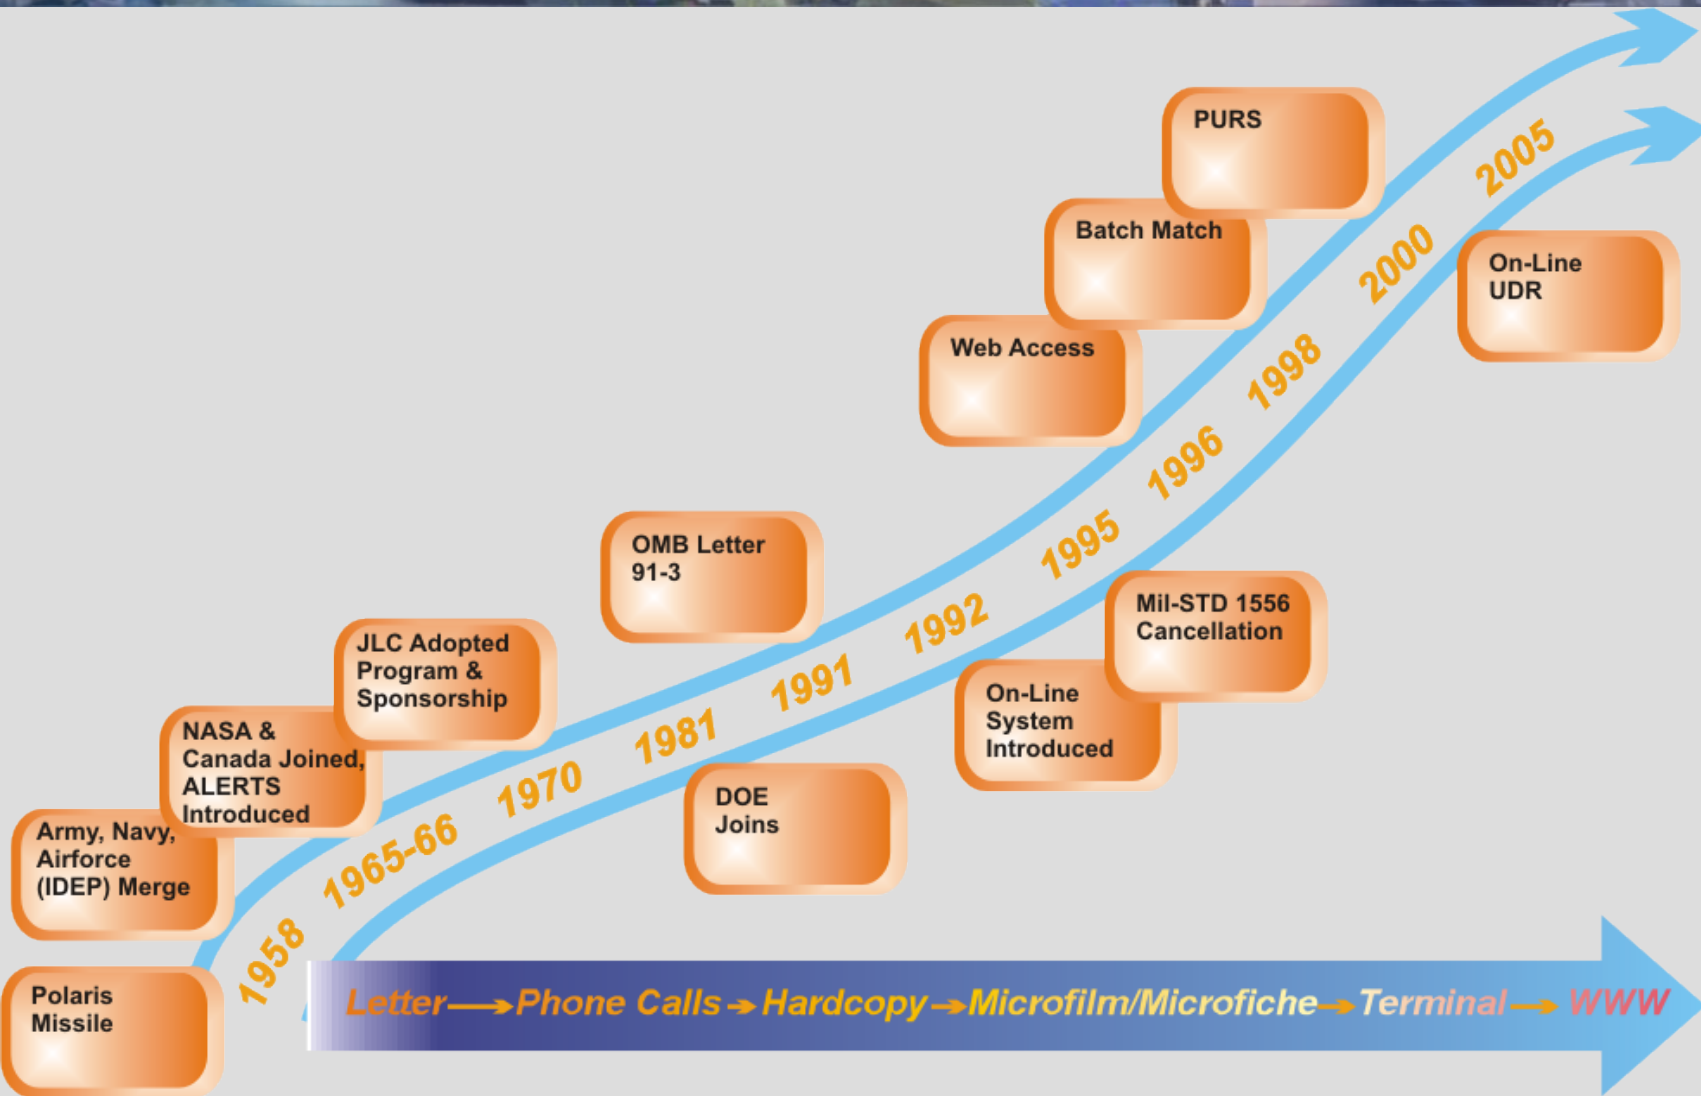 PURS
Batch Match
Web Access
On-Line
UDR
OMB Letter
91-3
JLC Adopted
Program &
Sponsorship
NASA &
Canada Joined,
ALERTS
Introduced
Army, Navy,
Airforce
(IDEP) Merge
Polaris
Missile
1958
1965-66
1970
1981
1991
1992
1995
1996
1998
2000
2005
Mil-STD 1556
Cancellation
On-Line
System
Introduced
DOE
Joins
Letter Phone Calls Hardcopy Microfilm/Microfiche Terminal WWW